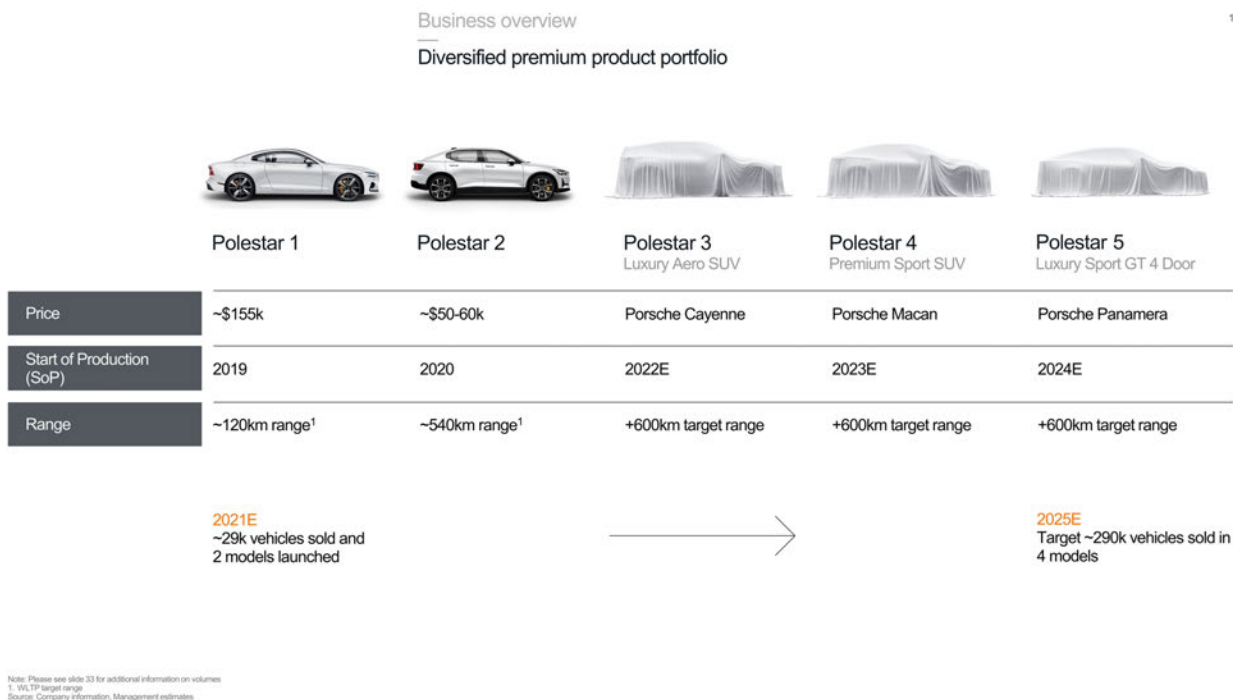 Business overview
1
Diversified premium product portfolio
Polestar 1
Polestar 2
Polestar 3
Luxury Aero SUV
Polestar 4
Premium Sport SUV
Polestar 5
Luxury Sport GT 4 Door
Price
~$155k
~$50-60k
Porsche Cayenne
Porsche Macan
Porsche Panamera
Start of Production
(SoP)
2019
2020
2022E
2023E
2024E
Range
~120km range¹
~540km range¹
+600km target range
+600km target range
+600km target range
2021E
~29k vehicles sold and
2 models launched
2025E
Target ~290k vehicles sold in
4 models
Note: Please see slide 33 for additional information on volumes
1. WLTP target range
Source: Company information, Management estimates